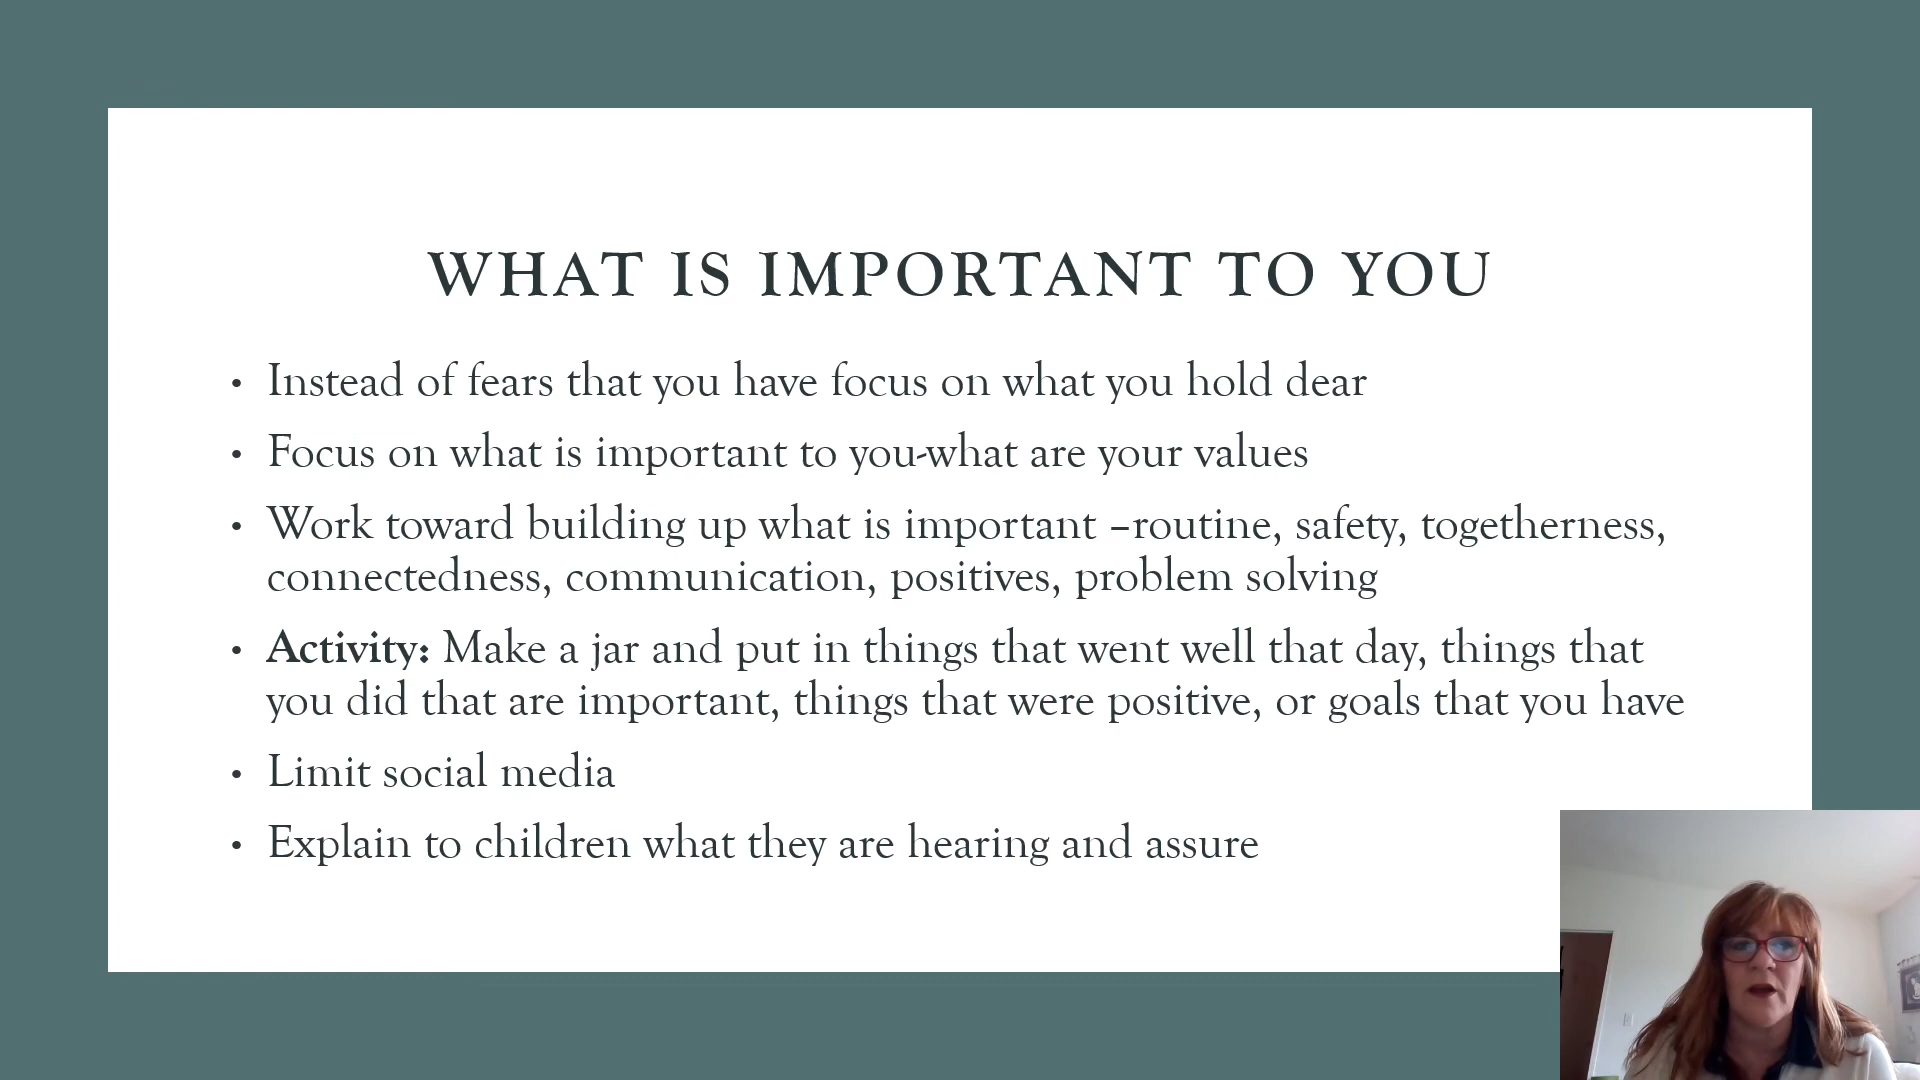 WHAT IS IMPORTANT TO YOU
• Instead of fears that you have focus on what you hold dear
• Focus on what is important to you-what are your values
• Work toward building up what is important –routine, safety, togetherness,
connectedness, communication, positives, problem solving
• Activity: Make a jar and put in things that went well that day, things that
you did that are important, things that were positive, or goals that you have
• Limit social media
• Explain to children what they are hearing and assure